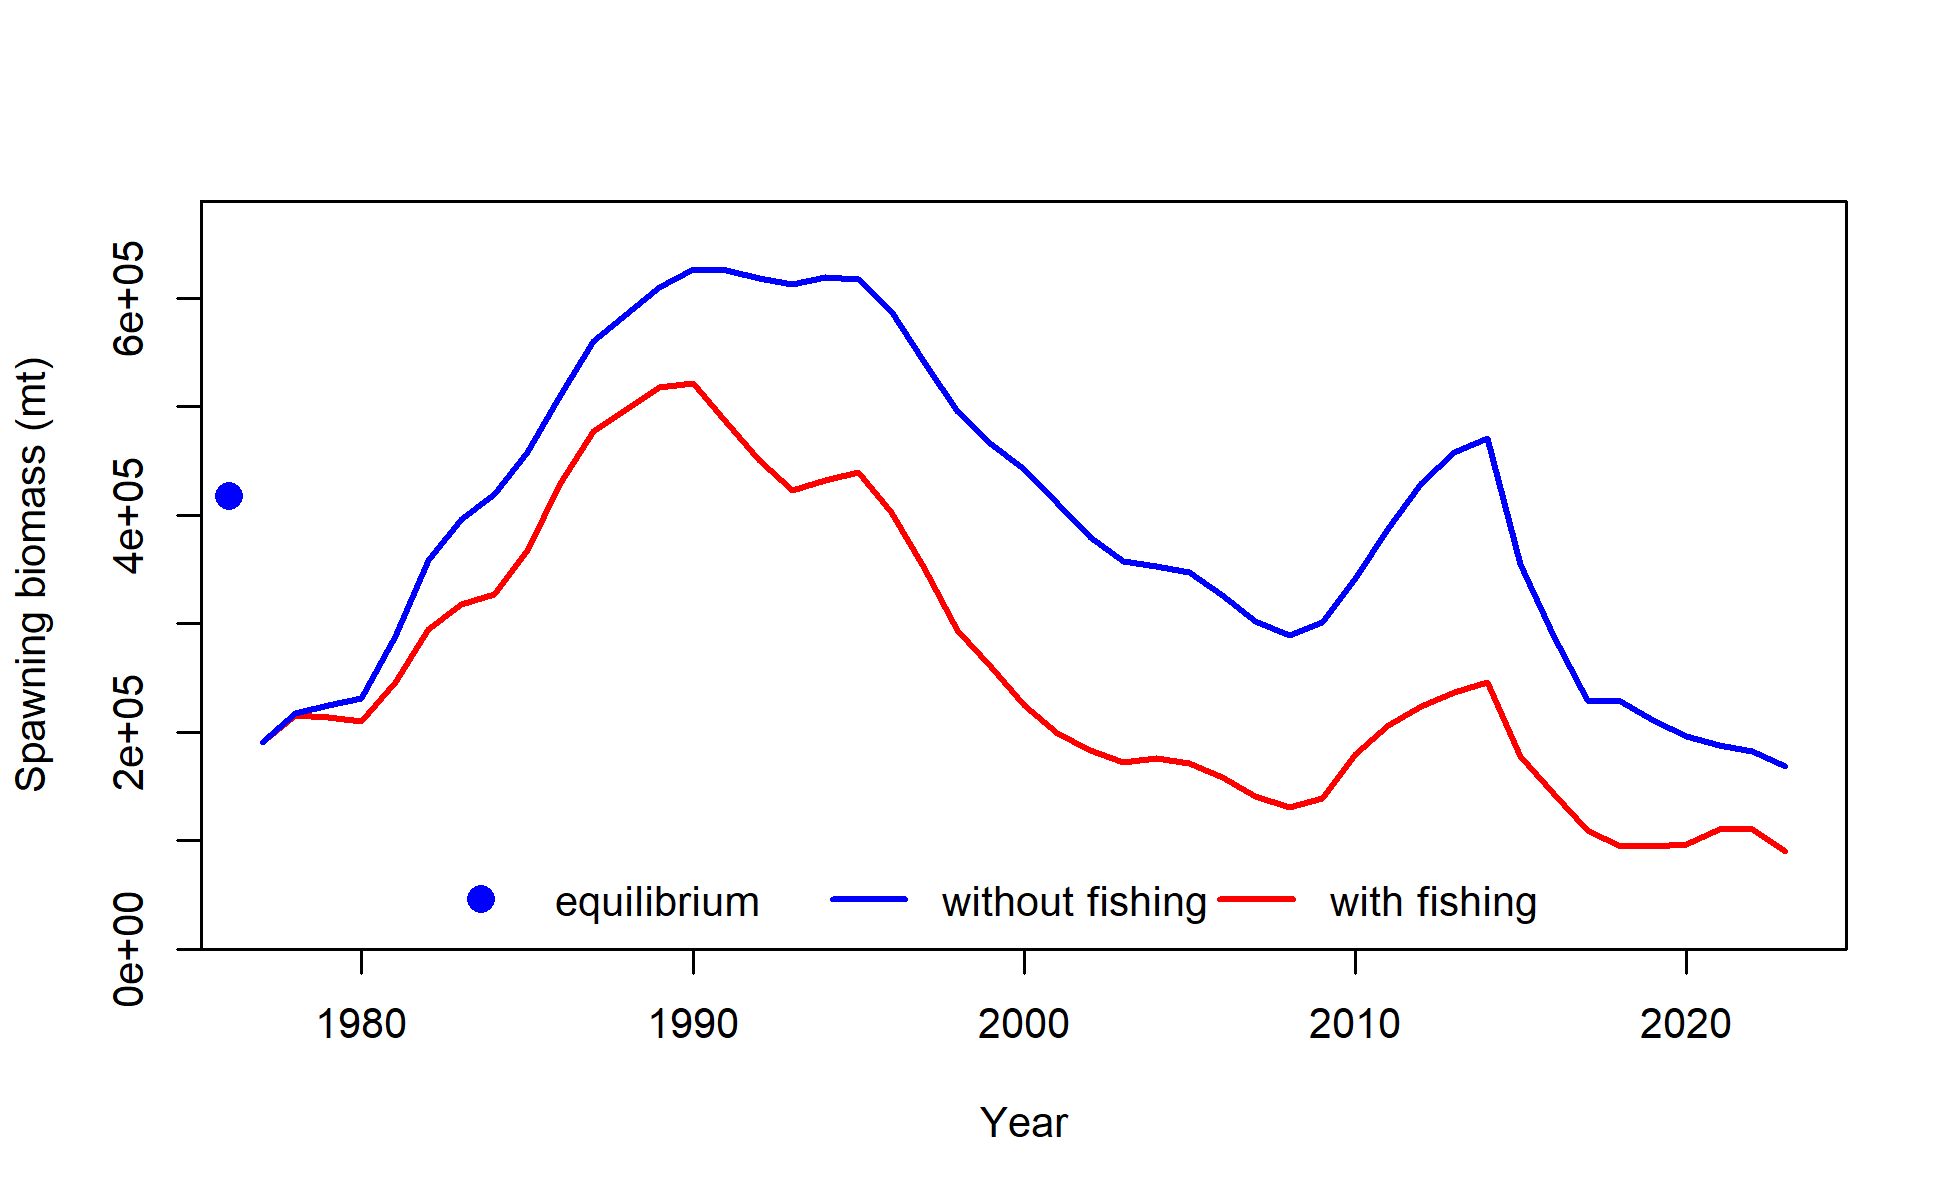 Spawning biomass (mt)
6e+05
4e+05
2e+05
0e+00
equilibrium without fishing with fishing
1980 1990 2000 2010 2020
Year